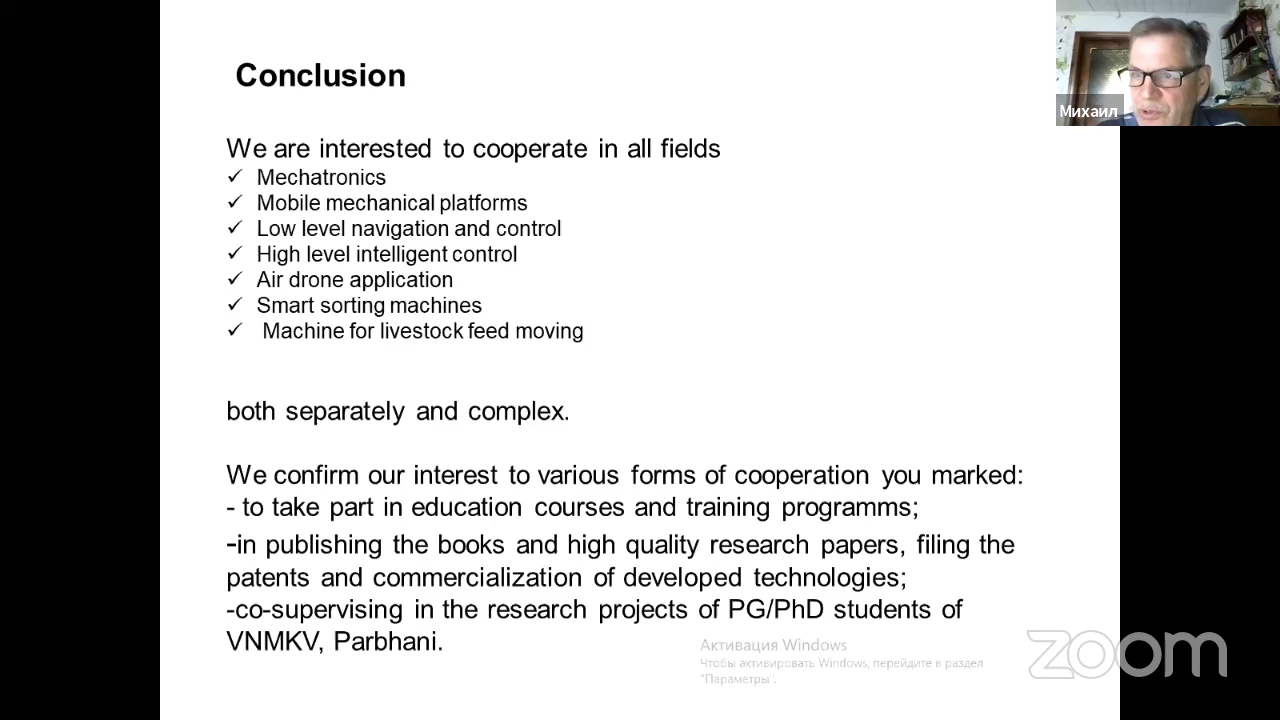 Conclusion
Михаил
We are interested to cooperate in all fields
✓ Mechatronics
✓ Mobile mechanical platforms
✓ Low level navigation and control
✓ High level intelligent control
✓ Air drone application
✓ Smart sorting machines
✓ Machine for livestock feed moving
both separately and complex.
We confirm our interest to various forms of cooperation you marked:
- to take part in education courses and training programms;
-in publishing the books and high quality research papers, filing the
patents and commercialization of developed technologies;
-co-supervising in the research projects of PG/PhD students of
VNMKV, Parbhani.
Активация Windows
Чтобы активировать Windows, перейдите в раздел
"Параметры".
zoom